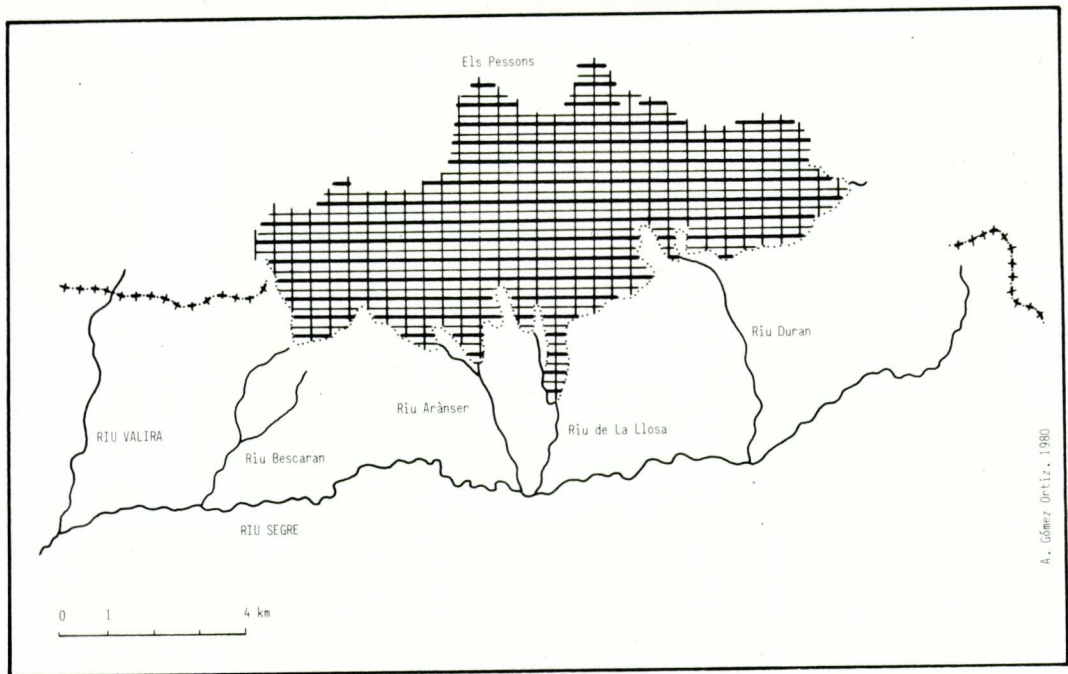 Els Pessons
Riu Duran
Riu Arànser
Riu de La Llosa
RIU VALIRA
Riu Bescaran
RIU SEGRE
A. Gómez Ortiz. 1980
0 1 4 km